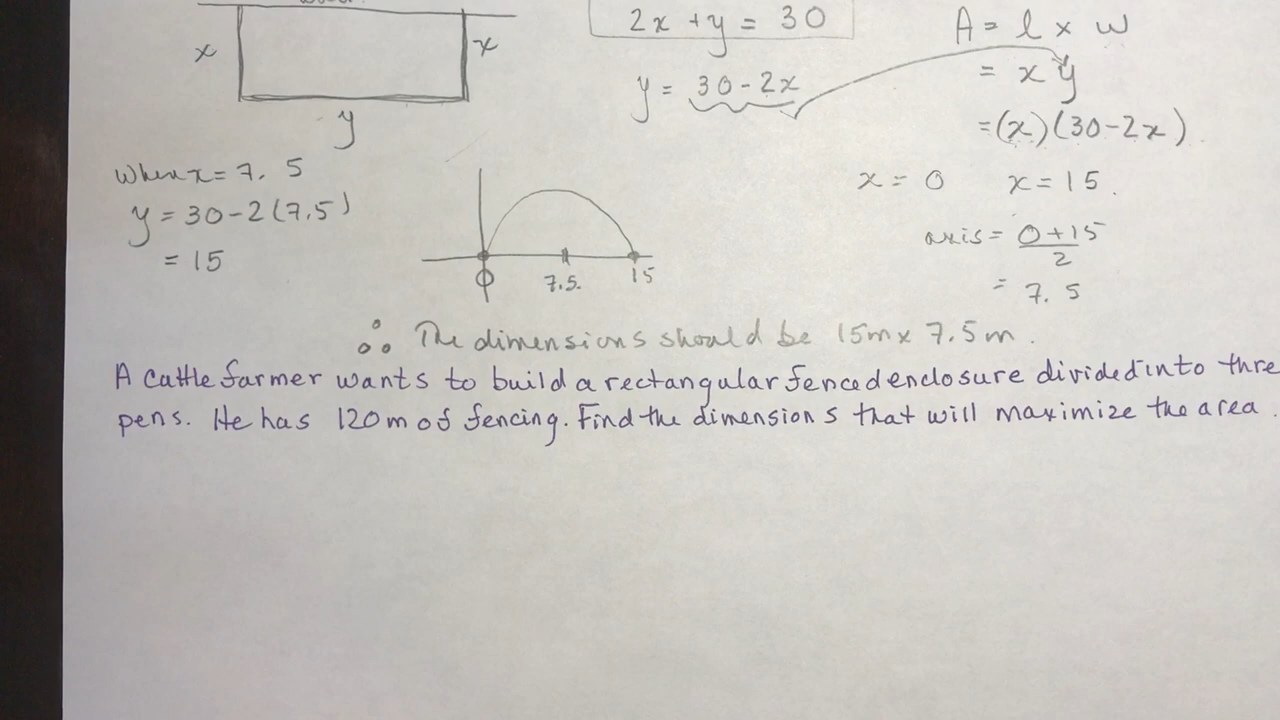 2x + y = 30
A = l x w
x
x
y = 30 - 2x
= x y
y
= (x)(30-2x)
When x = 7.5
x = 0 x = 15.
y = 30 - 2(7.5)
axis = 0+15
2
= 15
0 7.5. 15
= 7.5
∴ The dimensions should be 15m x 7.5m.
A cattle farmer wants to build a rectangular fenced enclosure divided into thre
pens. He has 120m of fencing. Find the dimensions that will maximize the area.